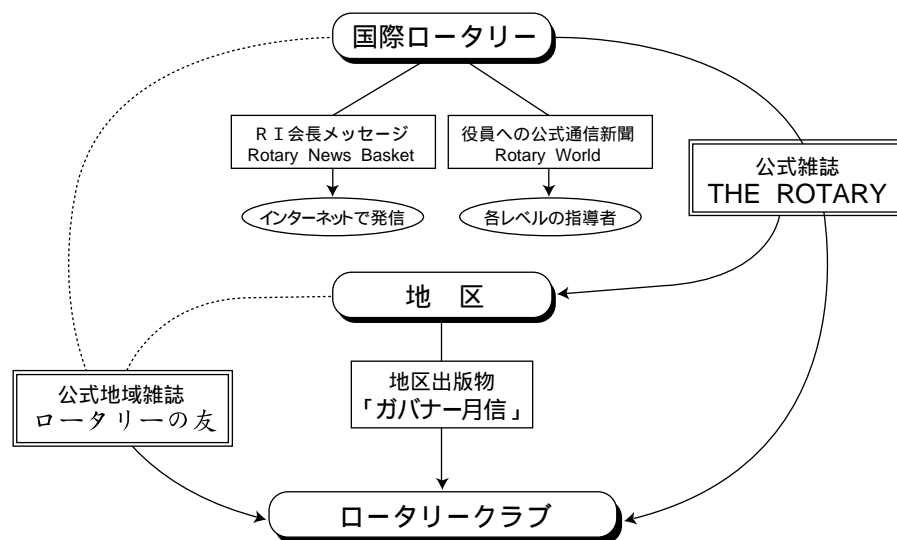 国際ロータリー
ＲＩ会長メッセージ
Rotary News Basket
役員への公式通信新聞
Rotary World
公式雑誌
THE ROTARY
インターネットで発信
各レベルの指導者
地　区
公式地域雑誌
ロータリーの友
地区出版物
「ガバナー月信」
ロータリークラブ